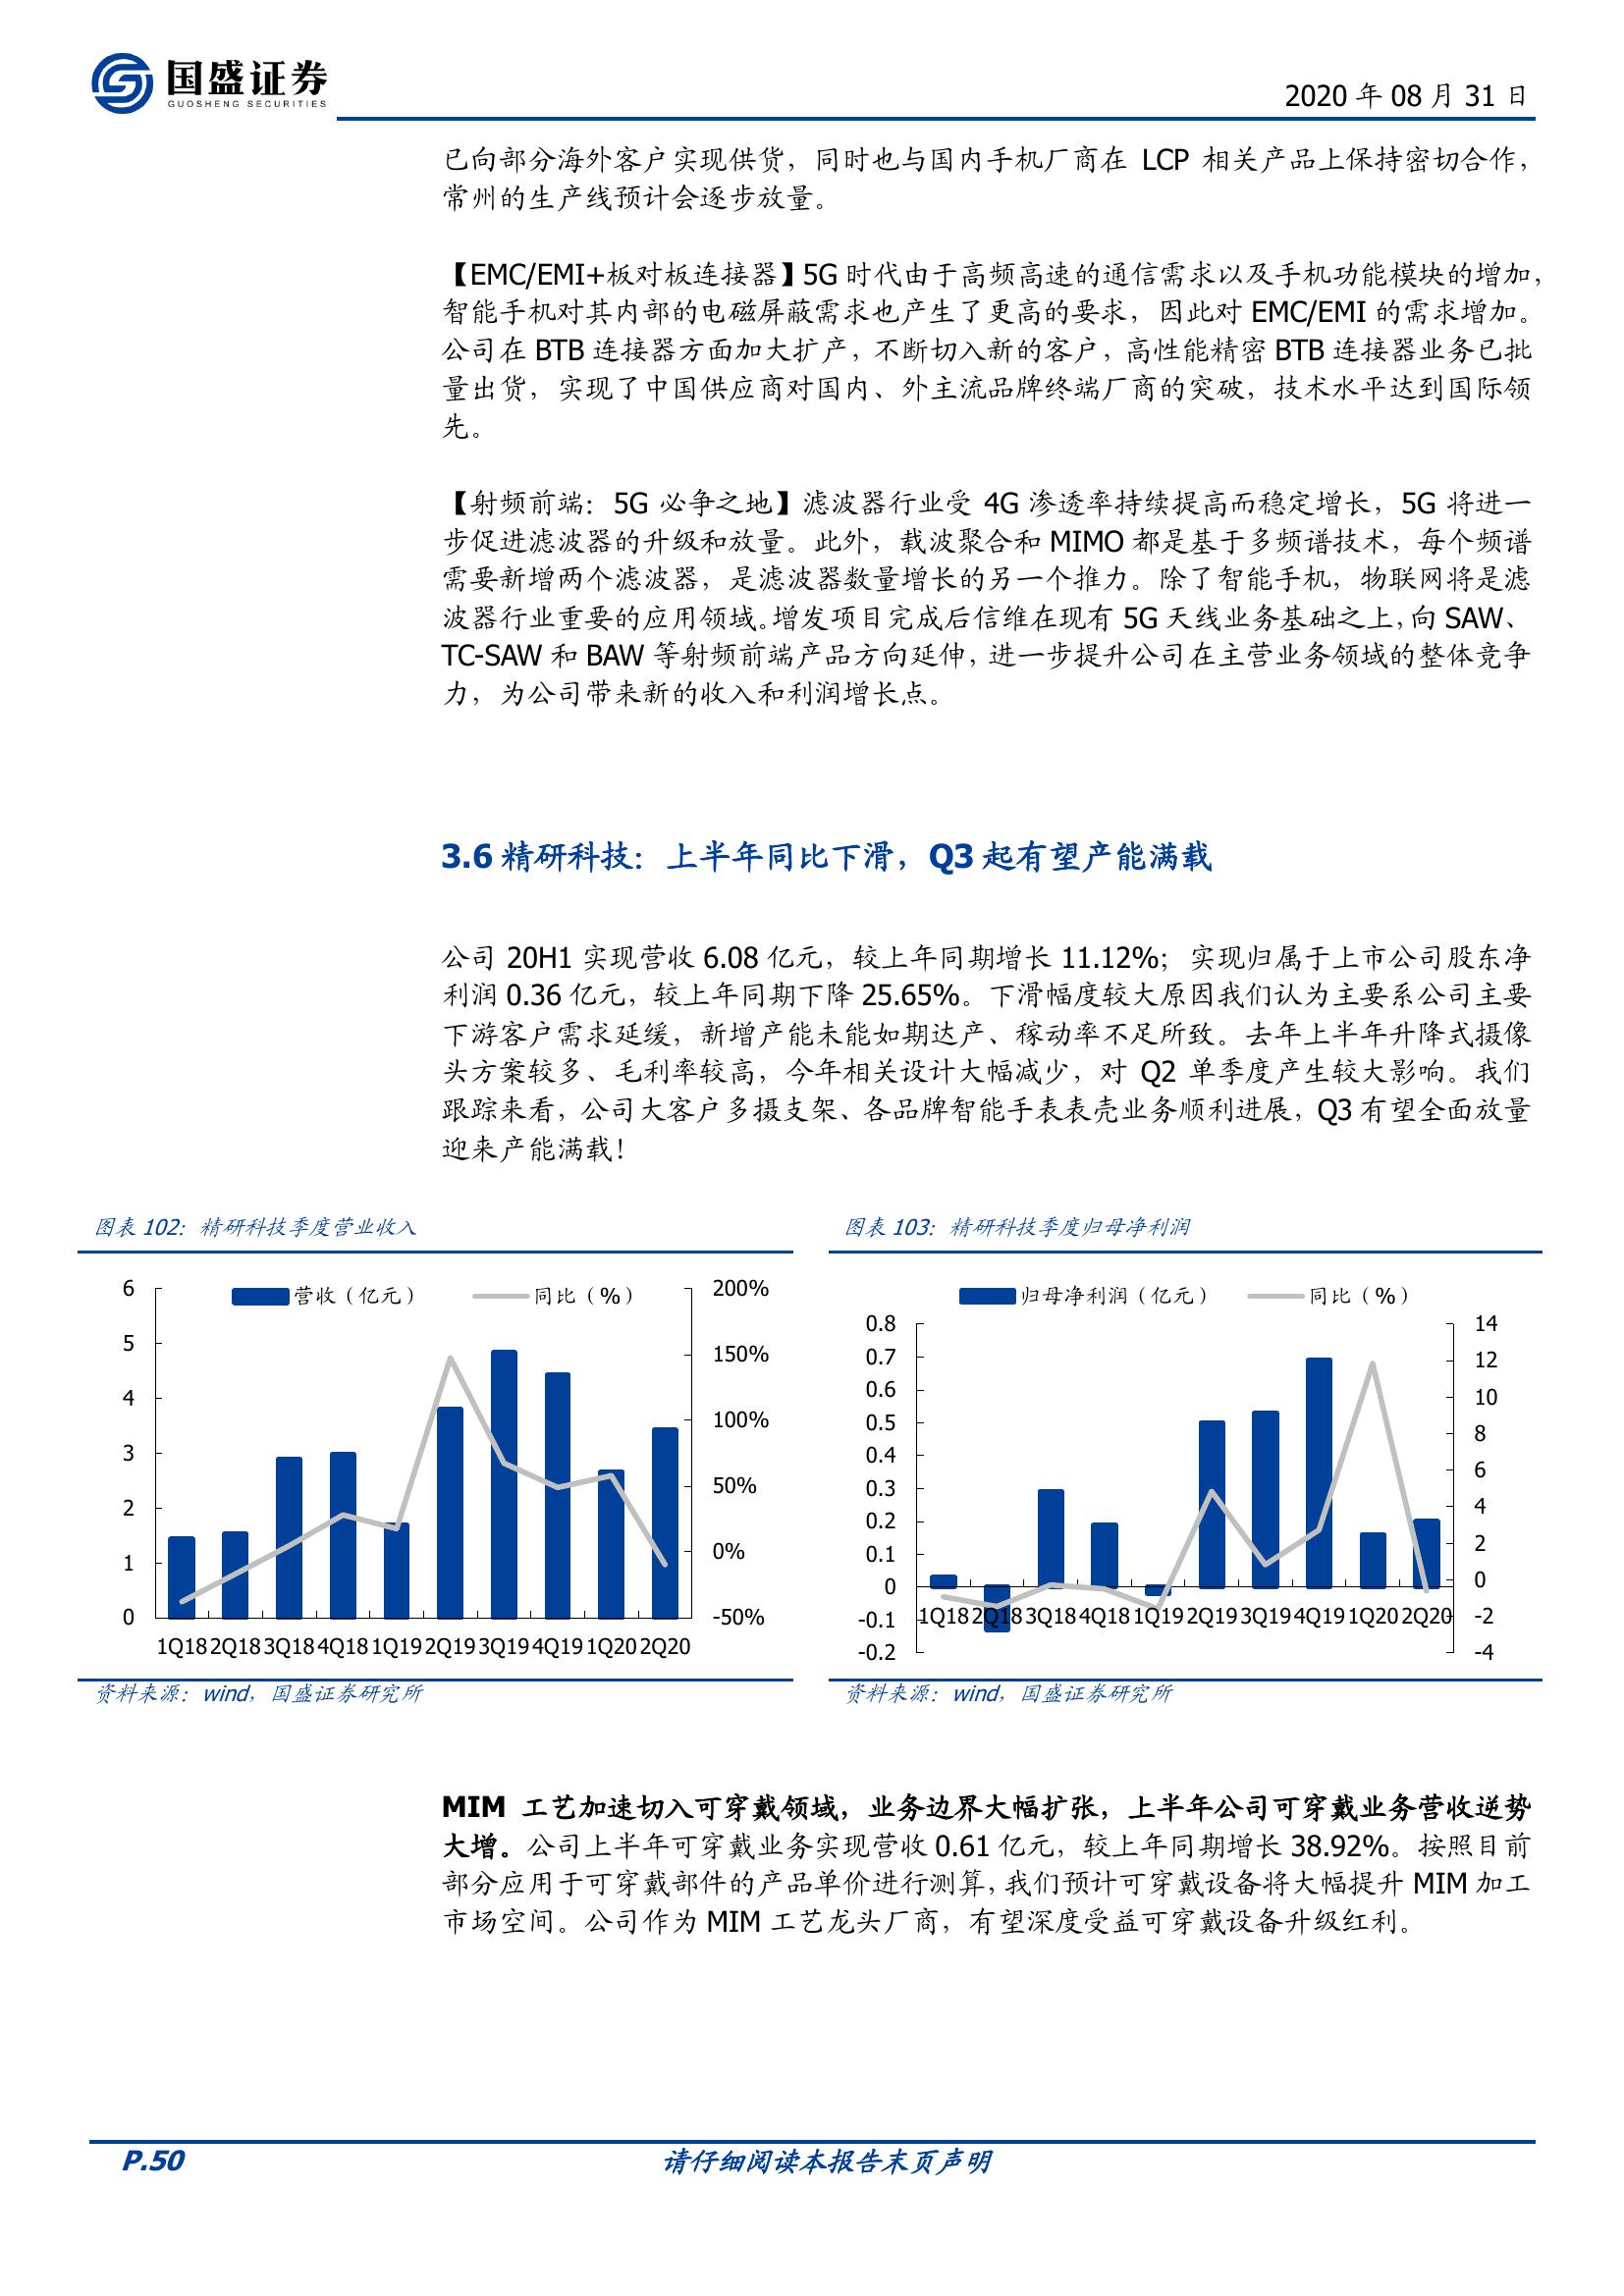 国盛证券
GUOSHENG SECURITIES
2020 年 08 月 31 日
已向部分海外客户实现供货，同时也与国内手机厂商在 LCP 相关产品上保持密切合作，
常州的生产线预计会逐步放量。
【EMC/EMI+板对板连接器】5G 时代由于高频高速的通信需求以及手机功能模块的增加，
智能手机对其内部的电磁屏蔽需求也产生了更高的要求，因此对 EMC/EMI 的需求增加。
公司在 BTB 连接器方面加大扩产，不断切入新的客户，高性能精密 BTB 连接器业务已批
量出货，实现了中国供应商对国内、外主流品牌终端厂商的突破，技术水平达到国际领
先。
【射频前端：5G 必争之地】滤波器行业受 4G 渗透率持续提高而稳定增长，5G 将进一
步促进滤波器的升级和放量。此外，载波聚合和 MIMO 都是基于多频谱技术，每个频谱
需要新增两个滤波器，是滤波器数量增长的另一个推力。除了智能手机，物联网将是滤
波器行业重要的应用领域。增发项目完成后信维在现有 5G 天线业务基础之上，向 SAW、
TC-SAW 和 BAW 等射频前端产品方向延伸，进一步提升公司在主营业务领域的整体竞争
力，为公司带来新的收入和利润增长点。
3.6 精研科技：上半年同比下滑，Q3 起有望产能满载
公司 20H1 实现营收 6.08 亿元，较上年同期增长 11.12%；实现归属于上市公司股东净
利润 0.36 亿元，较上年同期下降 25.65%。下滑幅度较大原因我们认为主要系公司主要
下游客户需求延缓，新增产能未能如期达产、稼动率不足所致。去年上半年升降式摄像
头方案较多、毛利率较高，今年相关设计大幅减少，对 Q2 单季度产生较大影响。我们
跟踪来看，公司大客户多摄支架、各品牌智能手表表壳业务顺利进展，Q3 有望全面放量
迎来产能满载！
图表 102：精研科技季度营业收入
营收（亿元） 同比（%）
6
5
4
3
2
1
0
200%
150%
100%
50%
0%
-50%
1Q18 2Q18 3Q18 4Q18 1Q19 2Q19 3Q19 4Q19 1Q20 2Q20
资料来源：wind，国盛证券研究所
图表 103：精研科技季度归母净利润
归母净利润（亿元） 同比（%）
0.8
0.7
0.6
0.5
0.4
0.3
0.2
0.1
0
-0.1
-0.2
14
12
10
8
6
4
2
0
-2
-4
1Q18 2Q18 3Q18 4Q18 1Q19 2Q19 3Q19 4Q19 1Q20 2Q20
资料来源：wind，国盛证券研究所
MIM 工艺加速切入可穿戴领域，业务边界大幅扩张，上半年公司可穿戴业务营收逆势
大增。公司上半年可穿戴业务实现营收 0.61 亿元，较上年同期增长 38.92%。按照目前
部分应用于可穿戴部件的产品单价进行测算，我们预计可穿戴设备将大幅提升 MIM 加工
市场空间。公司作为 MIM 工艺龙头厂商，有望深度受益可穿戴设备升级红利。
P.50
请仔细阅读本报告末页声明